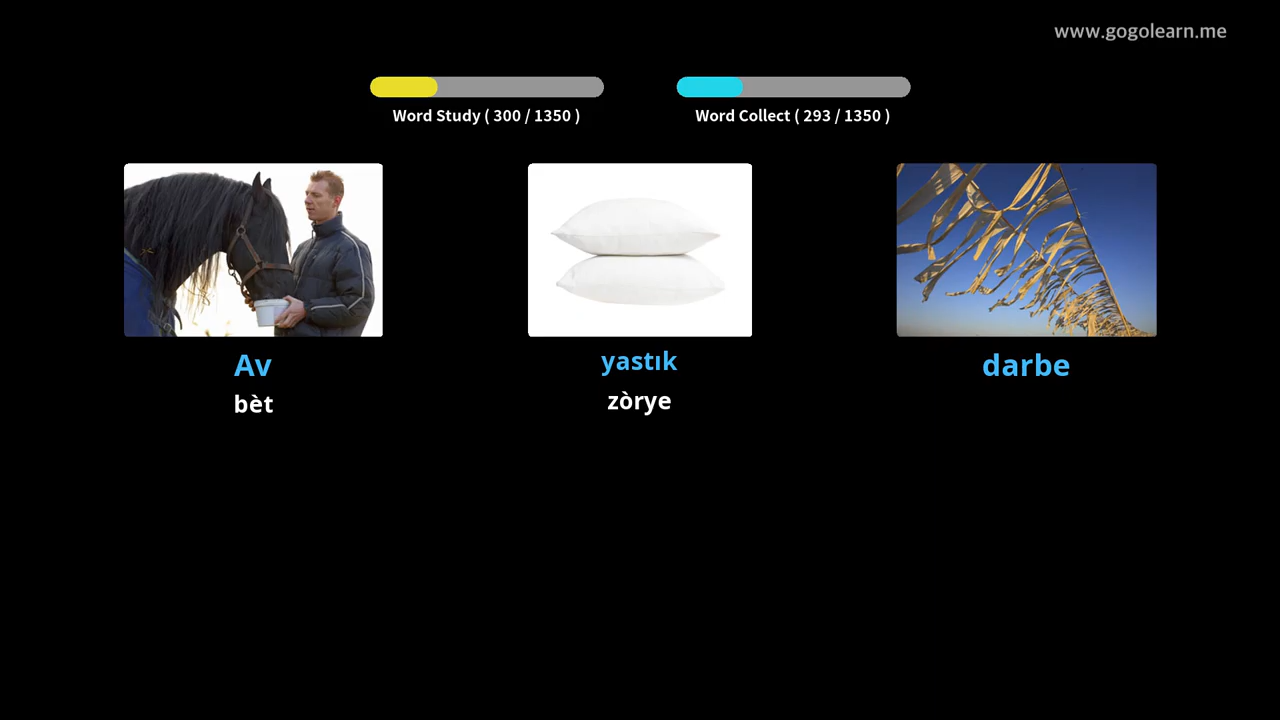 www.gogolearn.me
Word Study ( 300 / 1350 )
Word Collect ( 293 / 1350 )
Av
bèt
yastık
zòrye
darbe